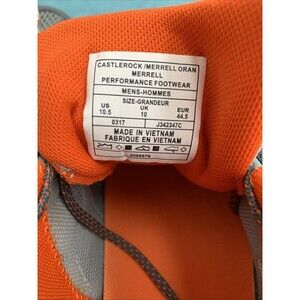 CASTLEROCK/MERRELL ORAN
MERRELL
PERFORMANCE FOOTWEAR
MENS-HOMMES
SIZE-GRANDEUR
US UK EUR
10.5 10 44.5
0317 J342347C
MADE IN VIETNAM
FABRIQUE EN VIETNAM